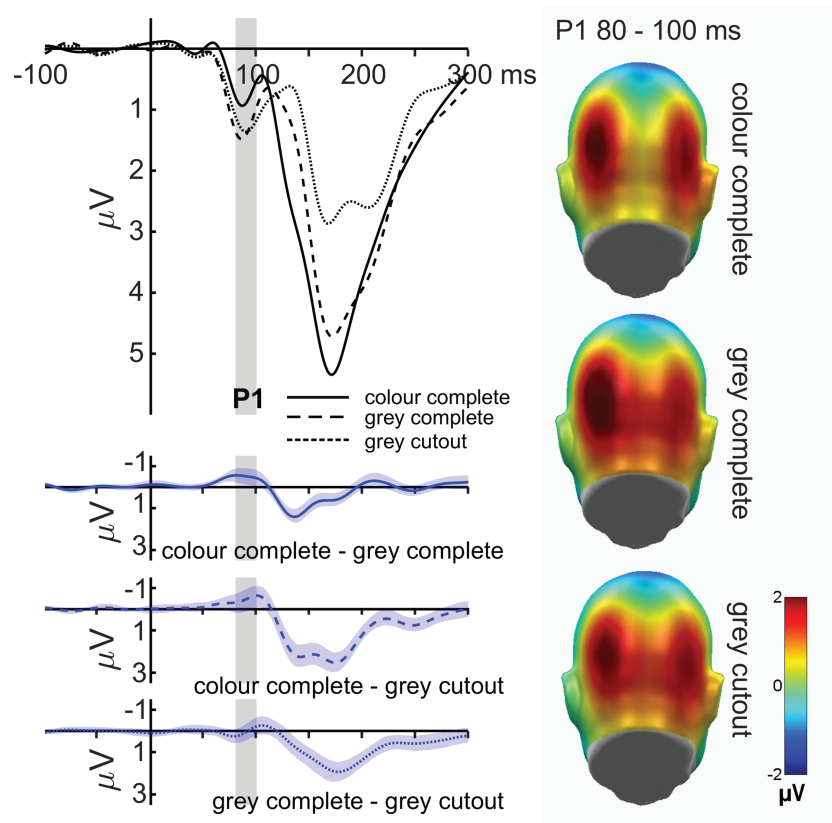 -100
100
200
300 ms
1
2
3
4
5
µV
P1
colour complete
grey complete
grey cutout
-1
1
3
µV
colour complete - grey complete
-1
1
3
µV
colour complete - grey cutout
-1
1
3
µV
grey complete - grey cutout
P1 80 - 100 ms
colour complete
grey complete
grey cutout
2
0
-2
µV